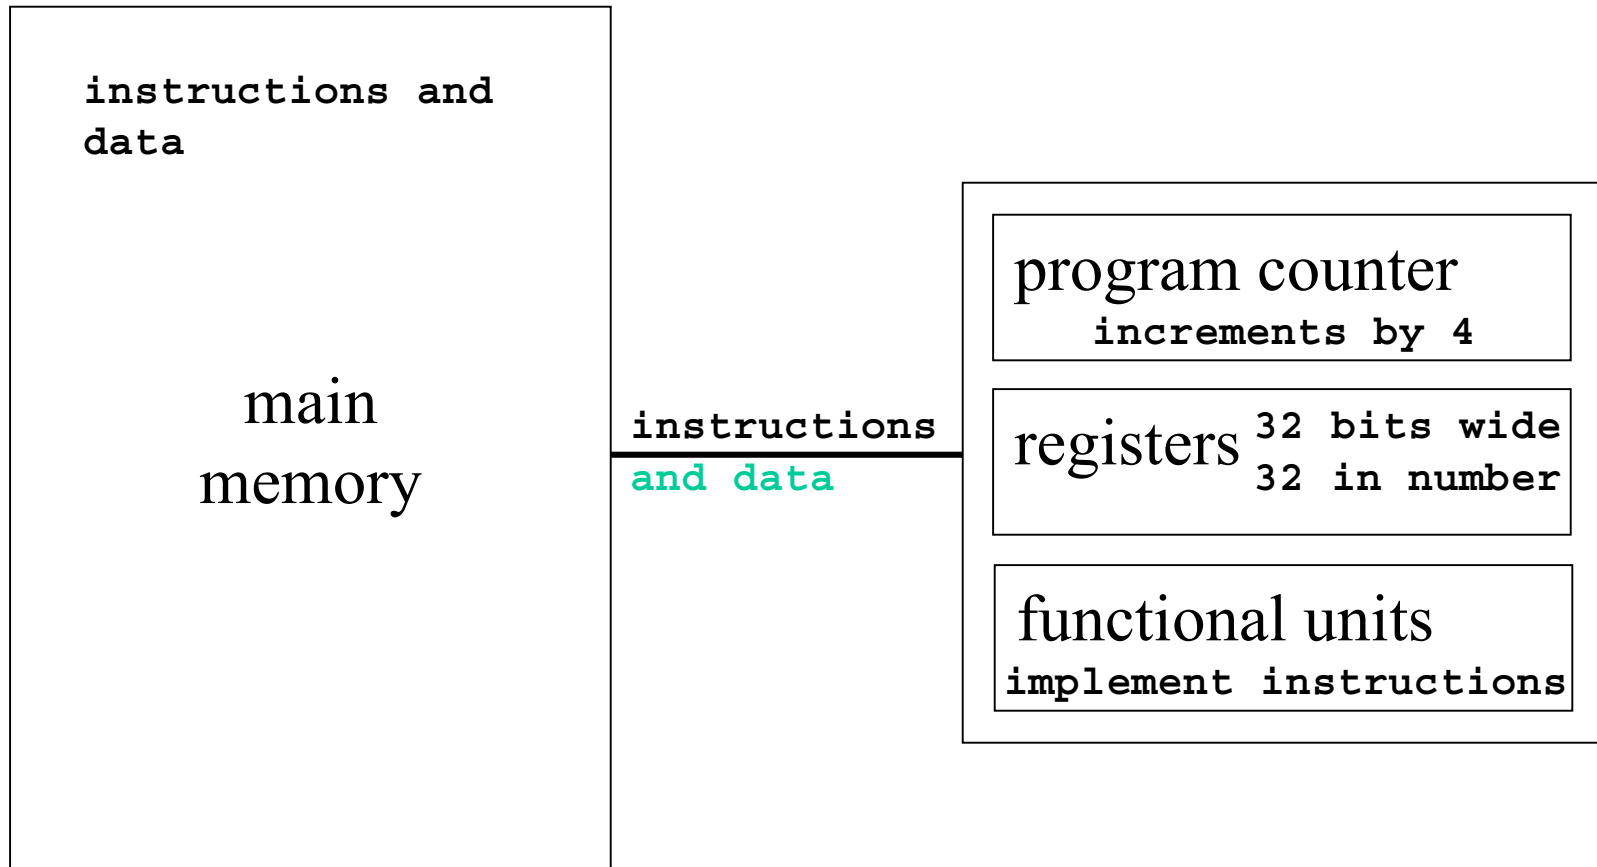 instructions and
data
main
memory
instructions
and data
program counter
increments by 4
registers
32 bits wide
32 in number
functional units
implement instructions